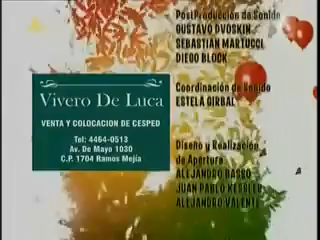 Vivero De Luca
VENTA Y COLOCACION DE CESPED
Tel: 4464-0513
Av. De Mayo 1030
C.P. 1704 Ramos Mejía
PostProducción de Sonido
GUSTAVO DVOSKIN
SEBASTIAN MARTUCCI
DIEGO BLOCK
Coordinación de Sonido
ESTELA GIRBAL
Diseño y Realización
de Apertura
ALEJANDRO BASSO
JUAN PABLO KESSLER
ALEJANDRO VALENTE